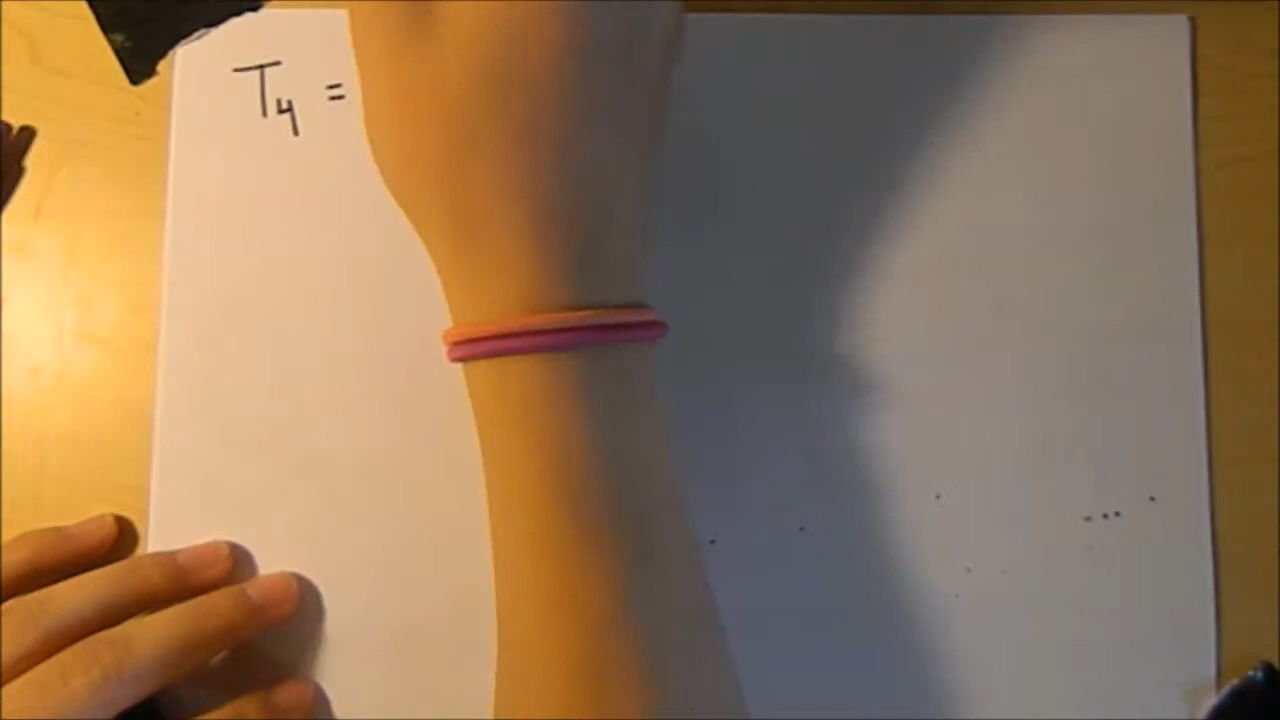 T₄ =